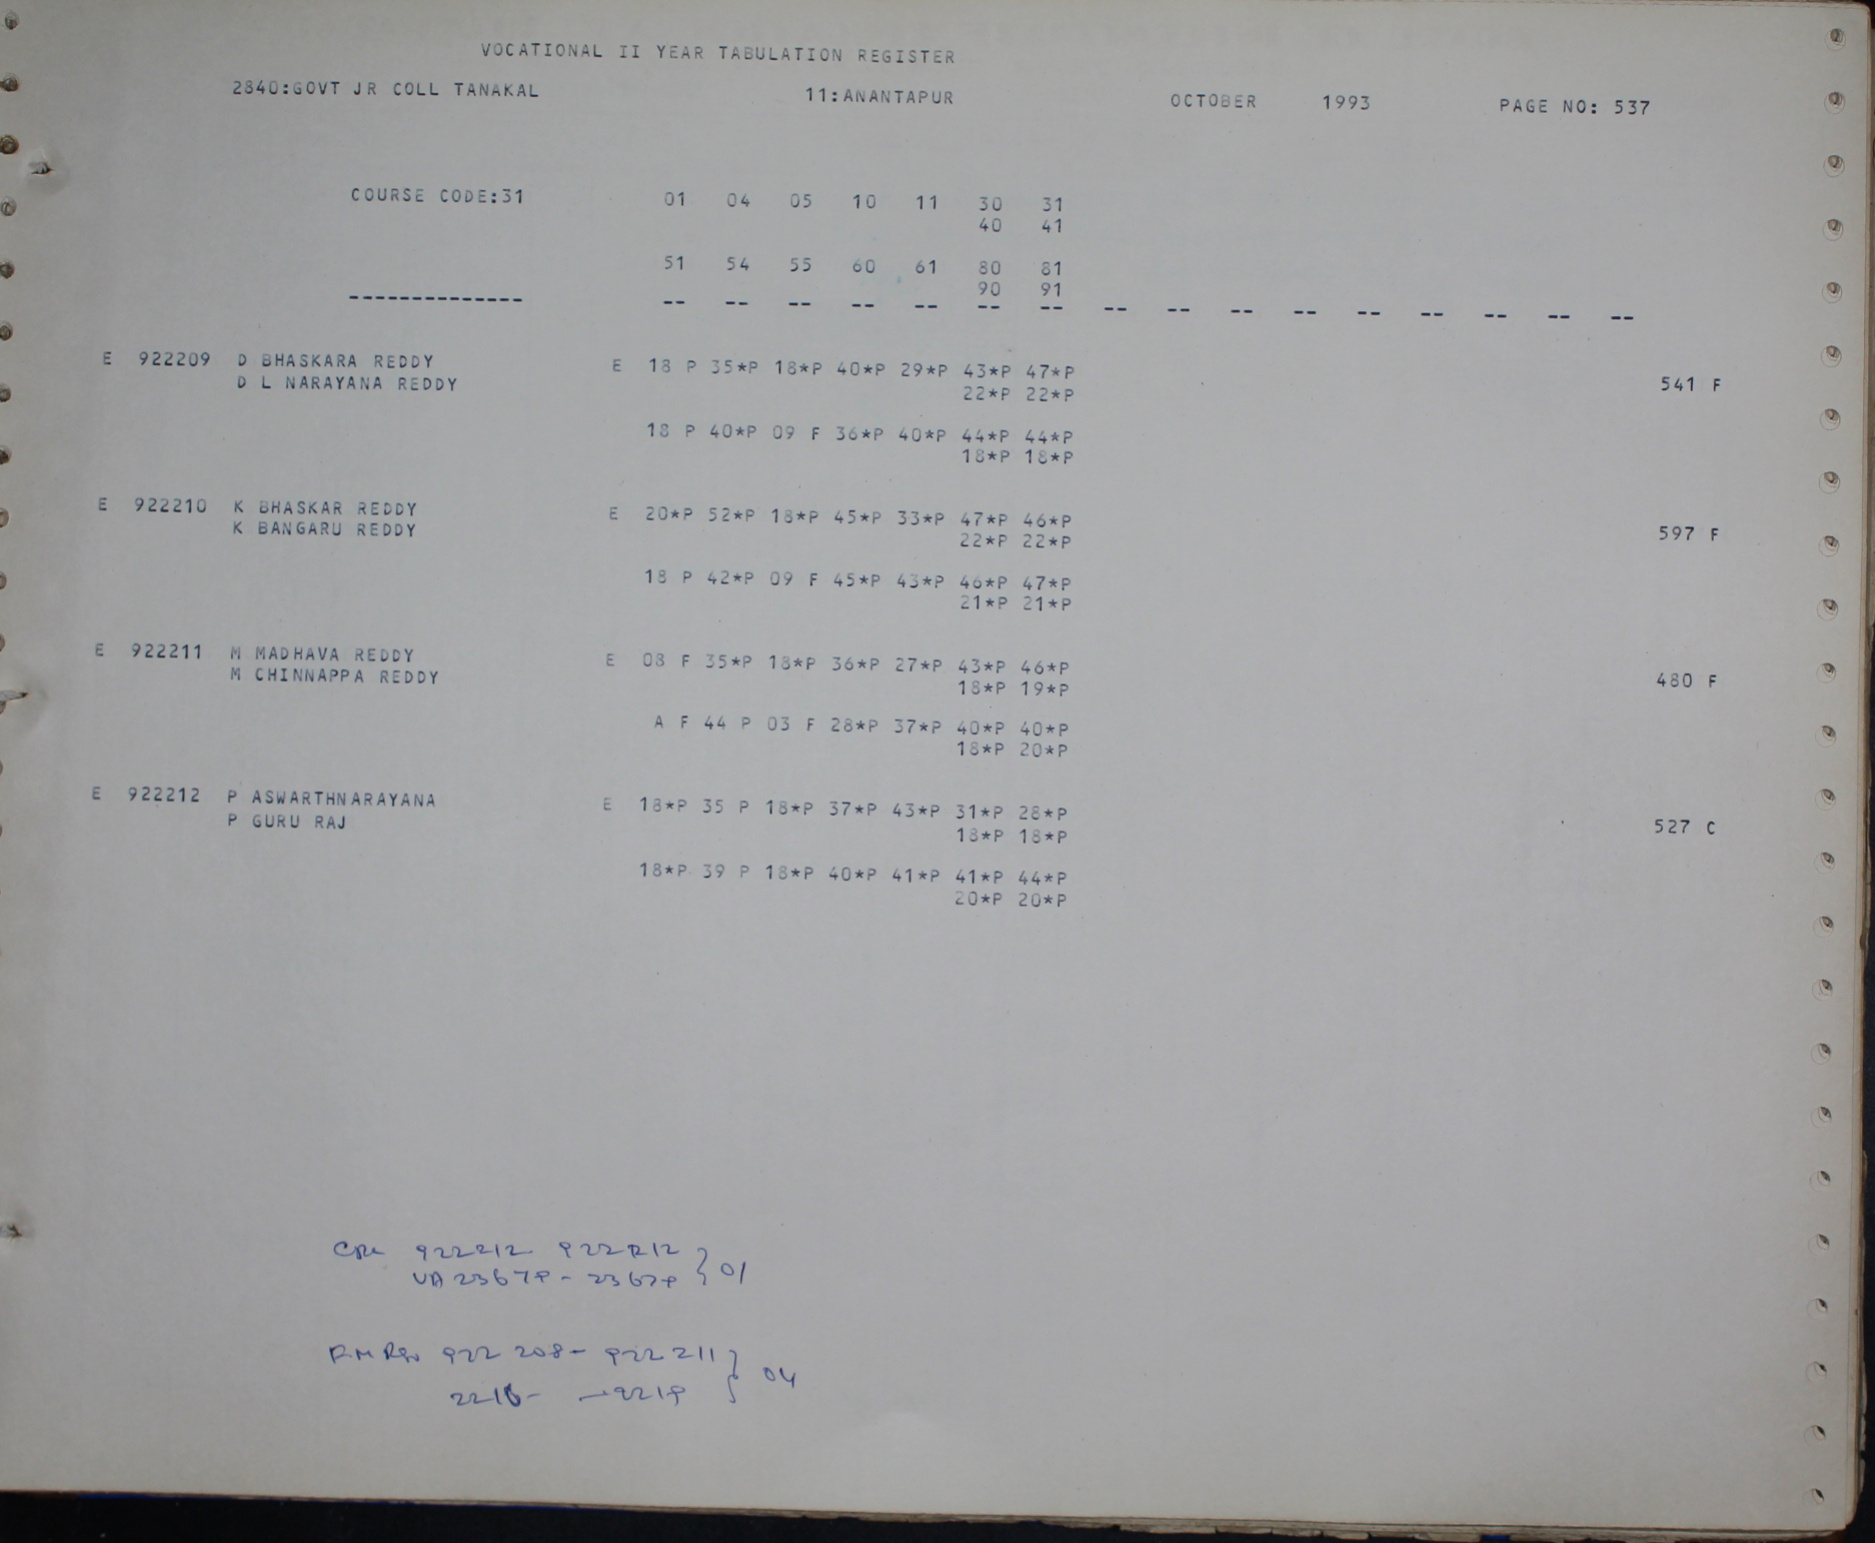 VOCATIONAL II YEAR TABULATION REGISTER
2840:GOVT JR COLL TANAKAL 11:ANANTAPUR OCTOBER 1993 PAGE NO: 537
COURSE CODE:31 01 04 05 10 11 30 31
40 41
51 54 55 60 61 80 81
90 91
-------------- -- -- -- -- -- -- -- -- -- -- -- -- -- -- -- --
E 922209 D BHASKARA REDDY E 18 P 35*P 18*P 40*P 29*P 43*P 47*P
D L NARAYANA REDDY 22*P 22*P 541 F
18 P 40*P 09 F 36*P 40*P 44*P 44*P
18*P 18*P
E 922210 K BHASKAR REDDY E 20*P 52*P 18*P 45*P 33*P 47*P 46*P
K BANGARU REDDY 22*P 22*P 597 F
18 P 42*P 09 F 45*P 43*P 46*P 47*P
21*P 21*P
E 922211 M MADHAVA REDDY E 08 F 35*P 18*P 36*P 27*P 43*P 46*P
M CHINNAPPA REDDY 18*P 19*P 480 F
A F 44 P 03 F 28*P 37*P 40*P 40*P
18*P 20*P
E 922212 P ASWARTHNARAYANA E 18*P 35 P 18*P 37*P 43*P 31*P 28*P
P GURU RAJ 18*P 18*P 527 C
18*P 39 P 18*P 40*P 41*P 41*P 44*P
20*P 20*P
922212 922212 } 01
922208 - 922211 } 04